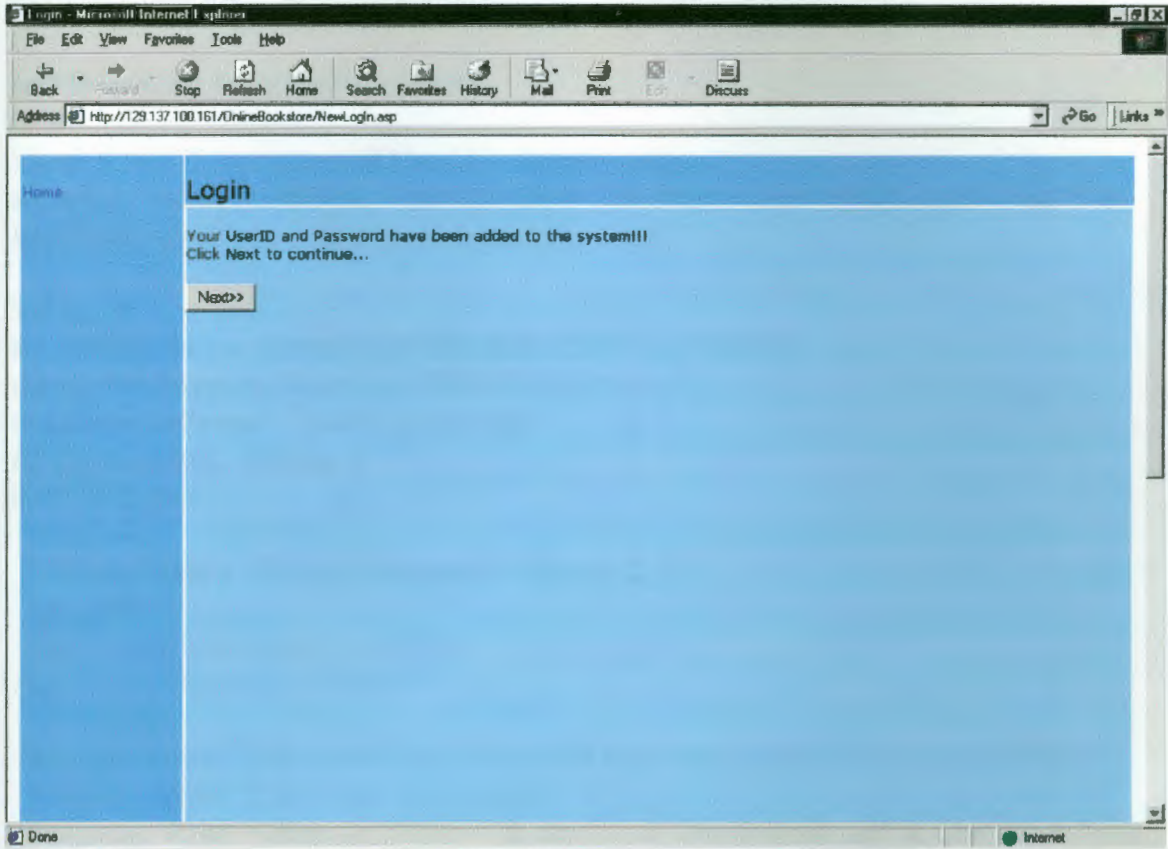 Login - Microsoft Internet Explorer
File Edit View Favorites Tools Help
Back Forward Stop Refresh Home Search Favorites History Mail Print Edit Discuss
Address http://129.137.100.161/OnlineBookstore/NewLogin.asp Go Links »
Home
Login
Your UserID and Password have been added to the system!!!
Click Next to continue...
Next>>
Done Internet